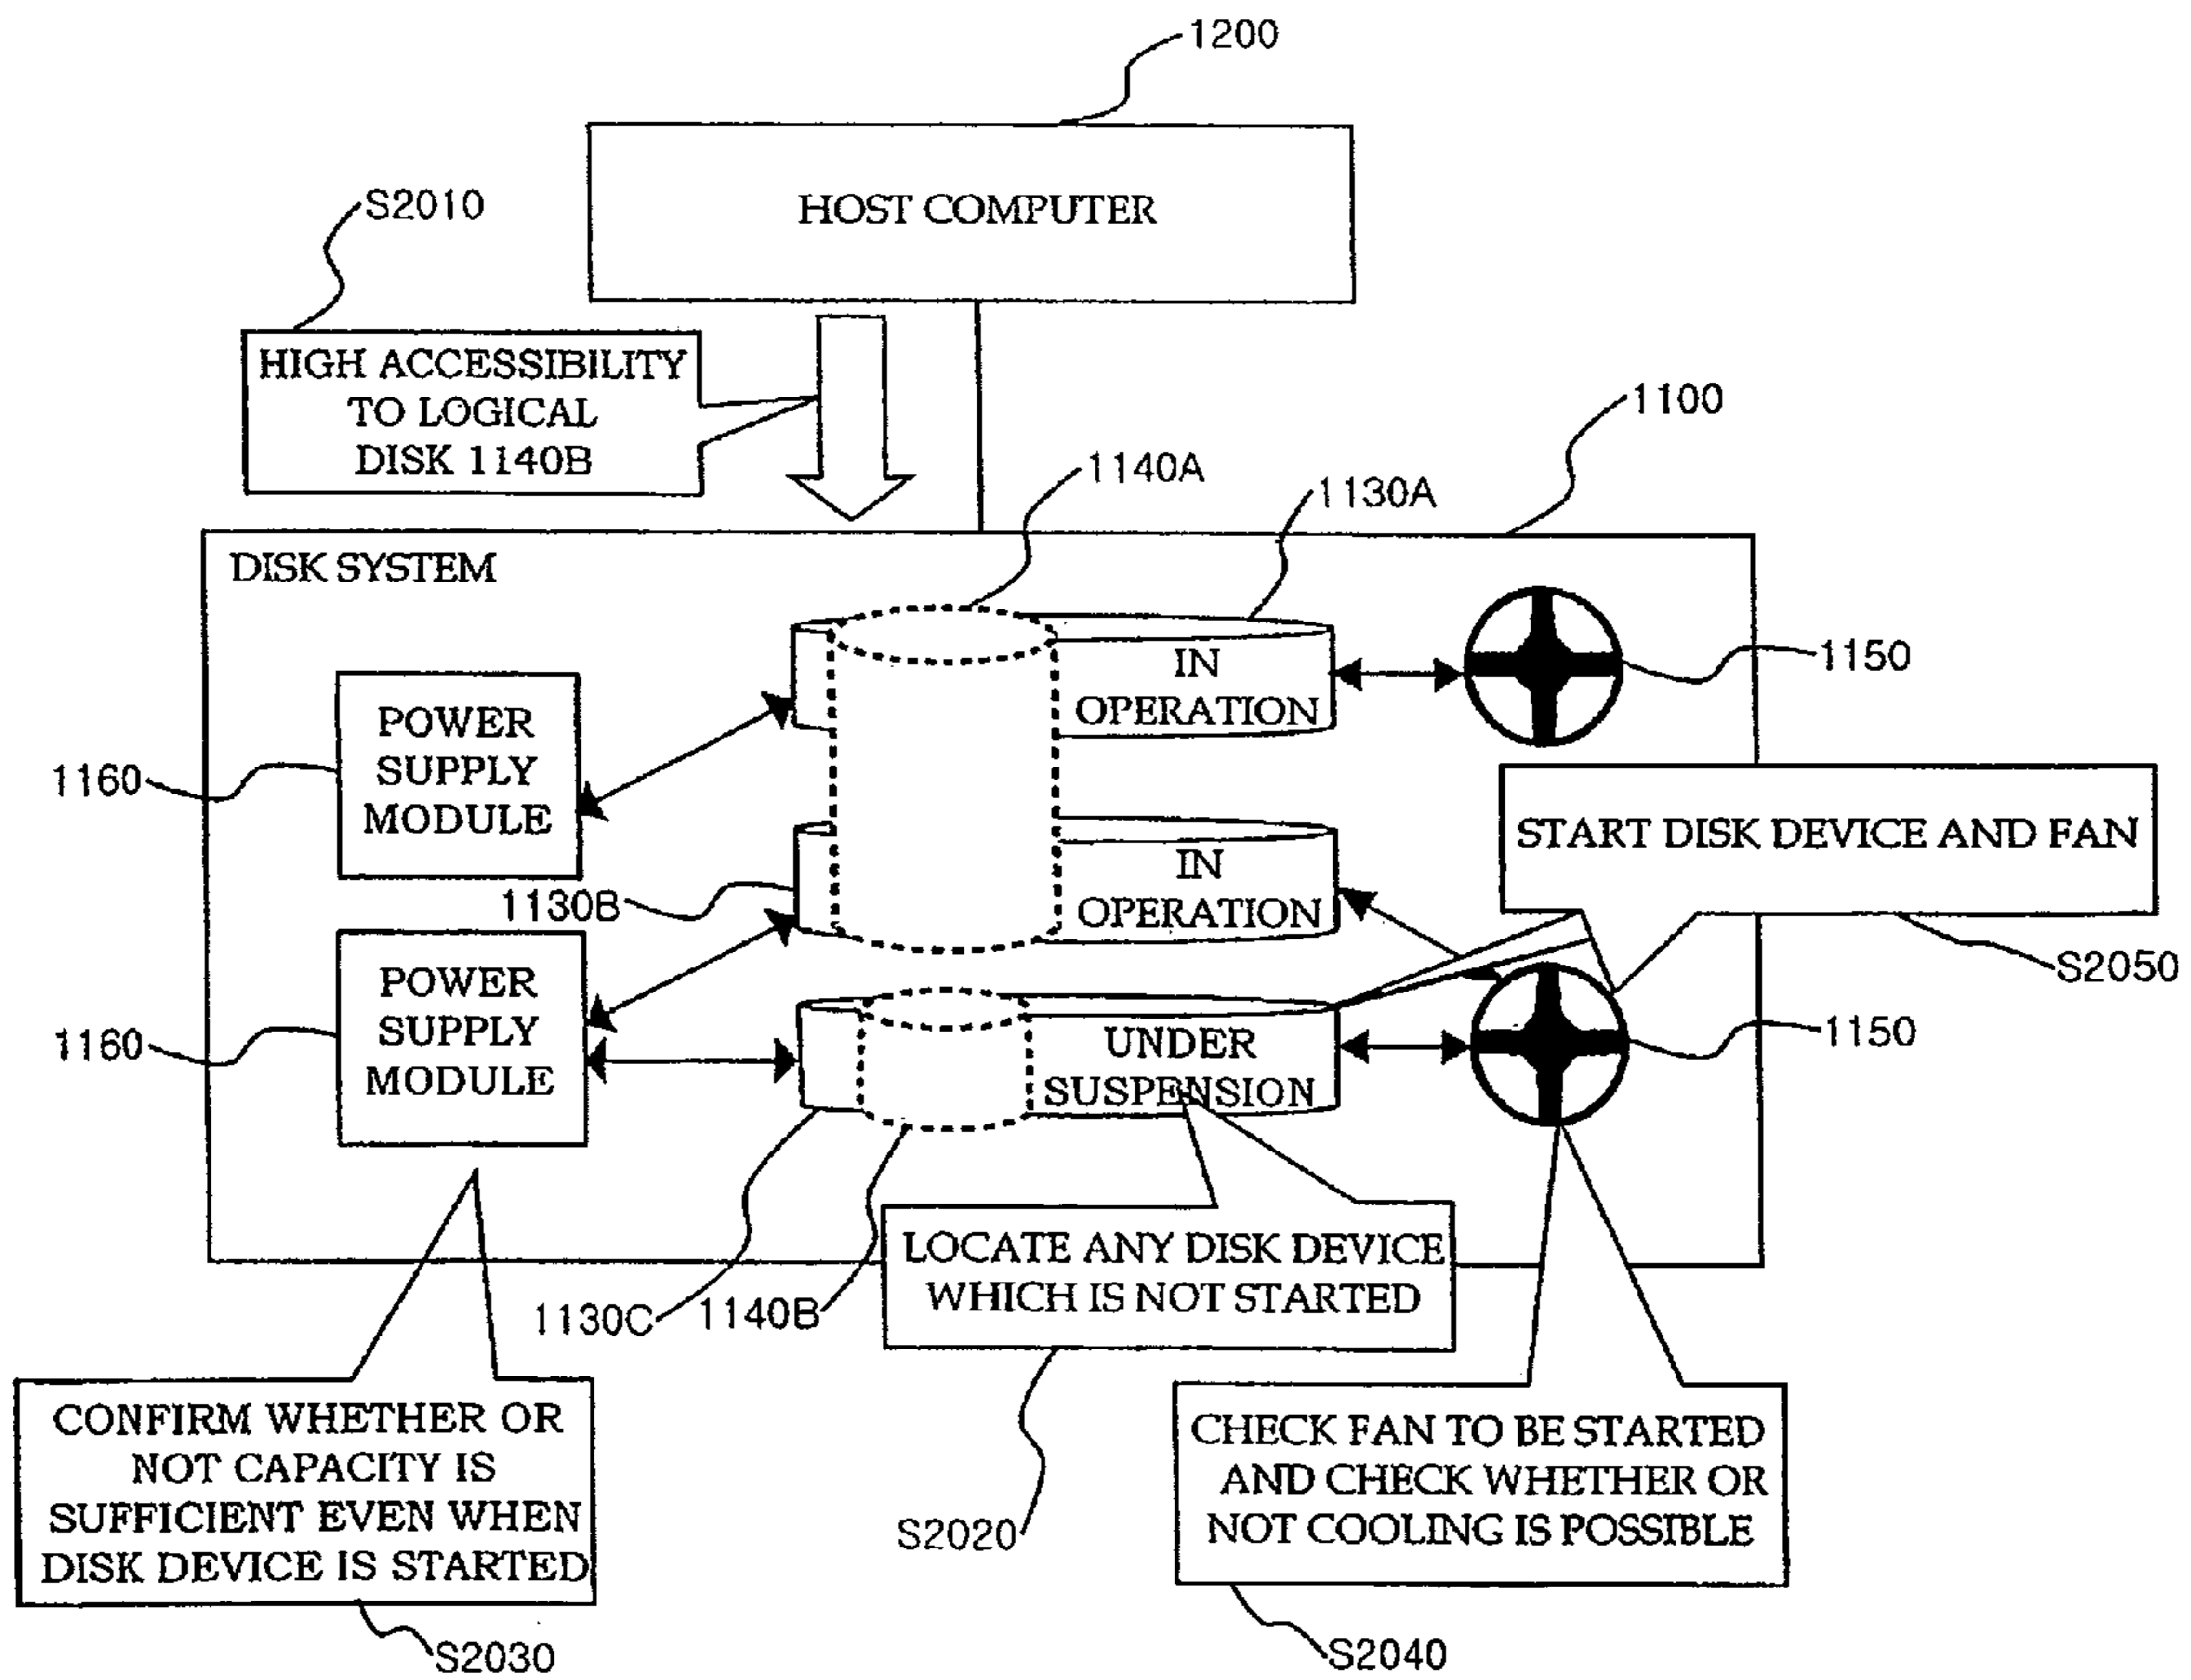 1200
HOST COMPUTER
S2010
HIGH ACCESSIBILITY
TO LOGICAL
DISK 1140B
1100
1140A
1130A
DISK SYSTEM
IN
OPERATION
1150
POWER
SUPPLY
MODULE
1160
START DISK DEVICE AND FAN
IN
OPERATION
1130B
S2050
POWER
SUPPLY
MODULE
1160
UNDER
SUSPENSION
1150
LOCATE ANY DISK DEVICE
WHICH IS NOT STARTED
1130C
1140B
CONFIRM WHETHER OR
NOT CAPACITY IS
SUFFICIENT EVEN WHEN
DISK DEVICE IS STARTED
CHECK FAN TO BE STARTED
AND CHECK WHETHER OR
NOT COOLING IS POSSIBLE
S2020
S2030
S2040